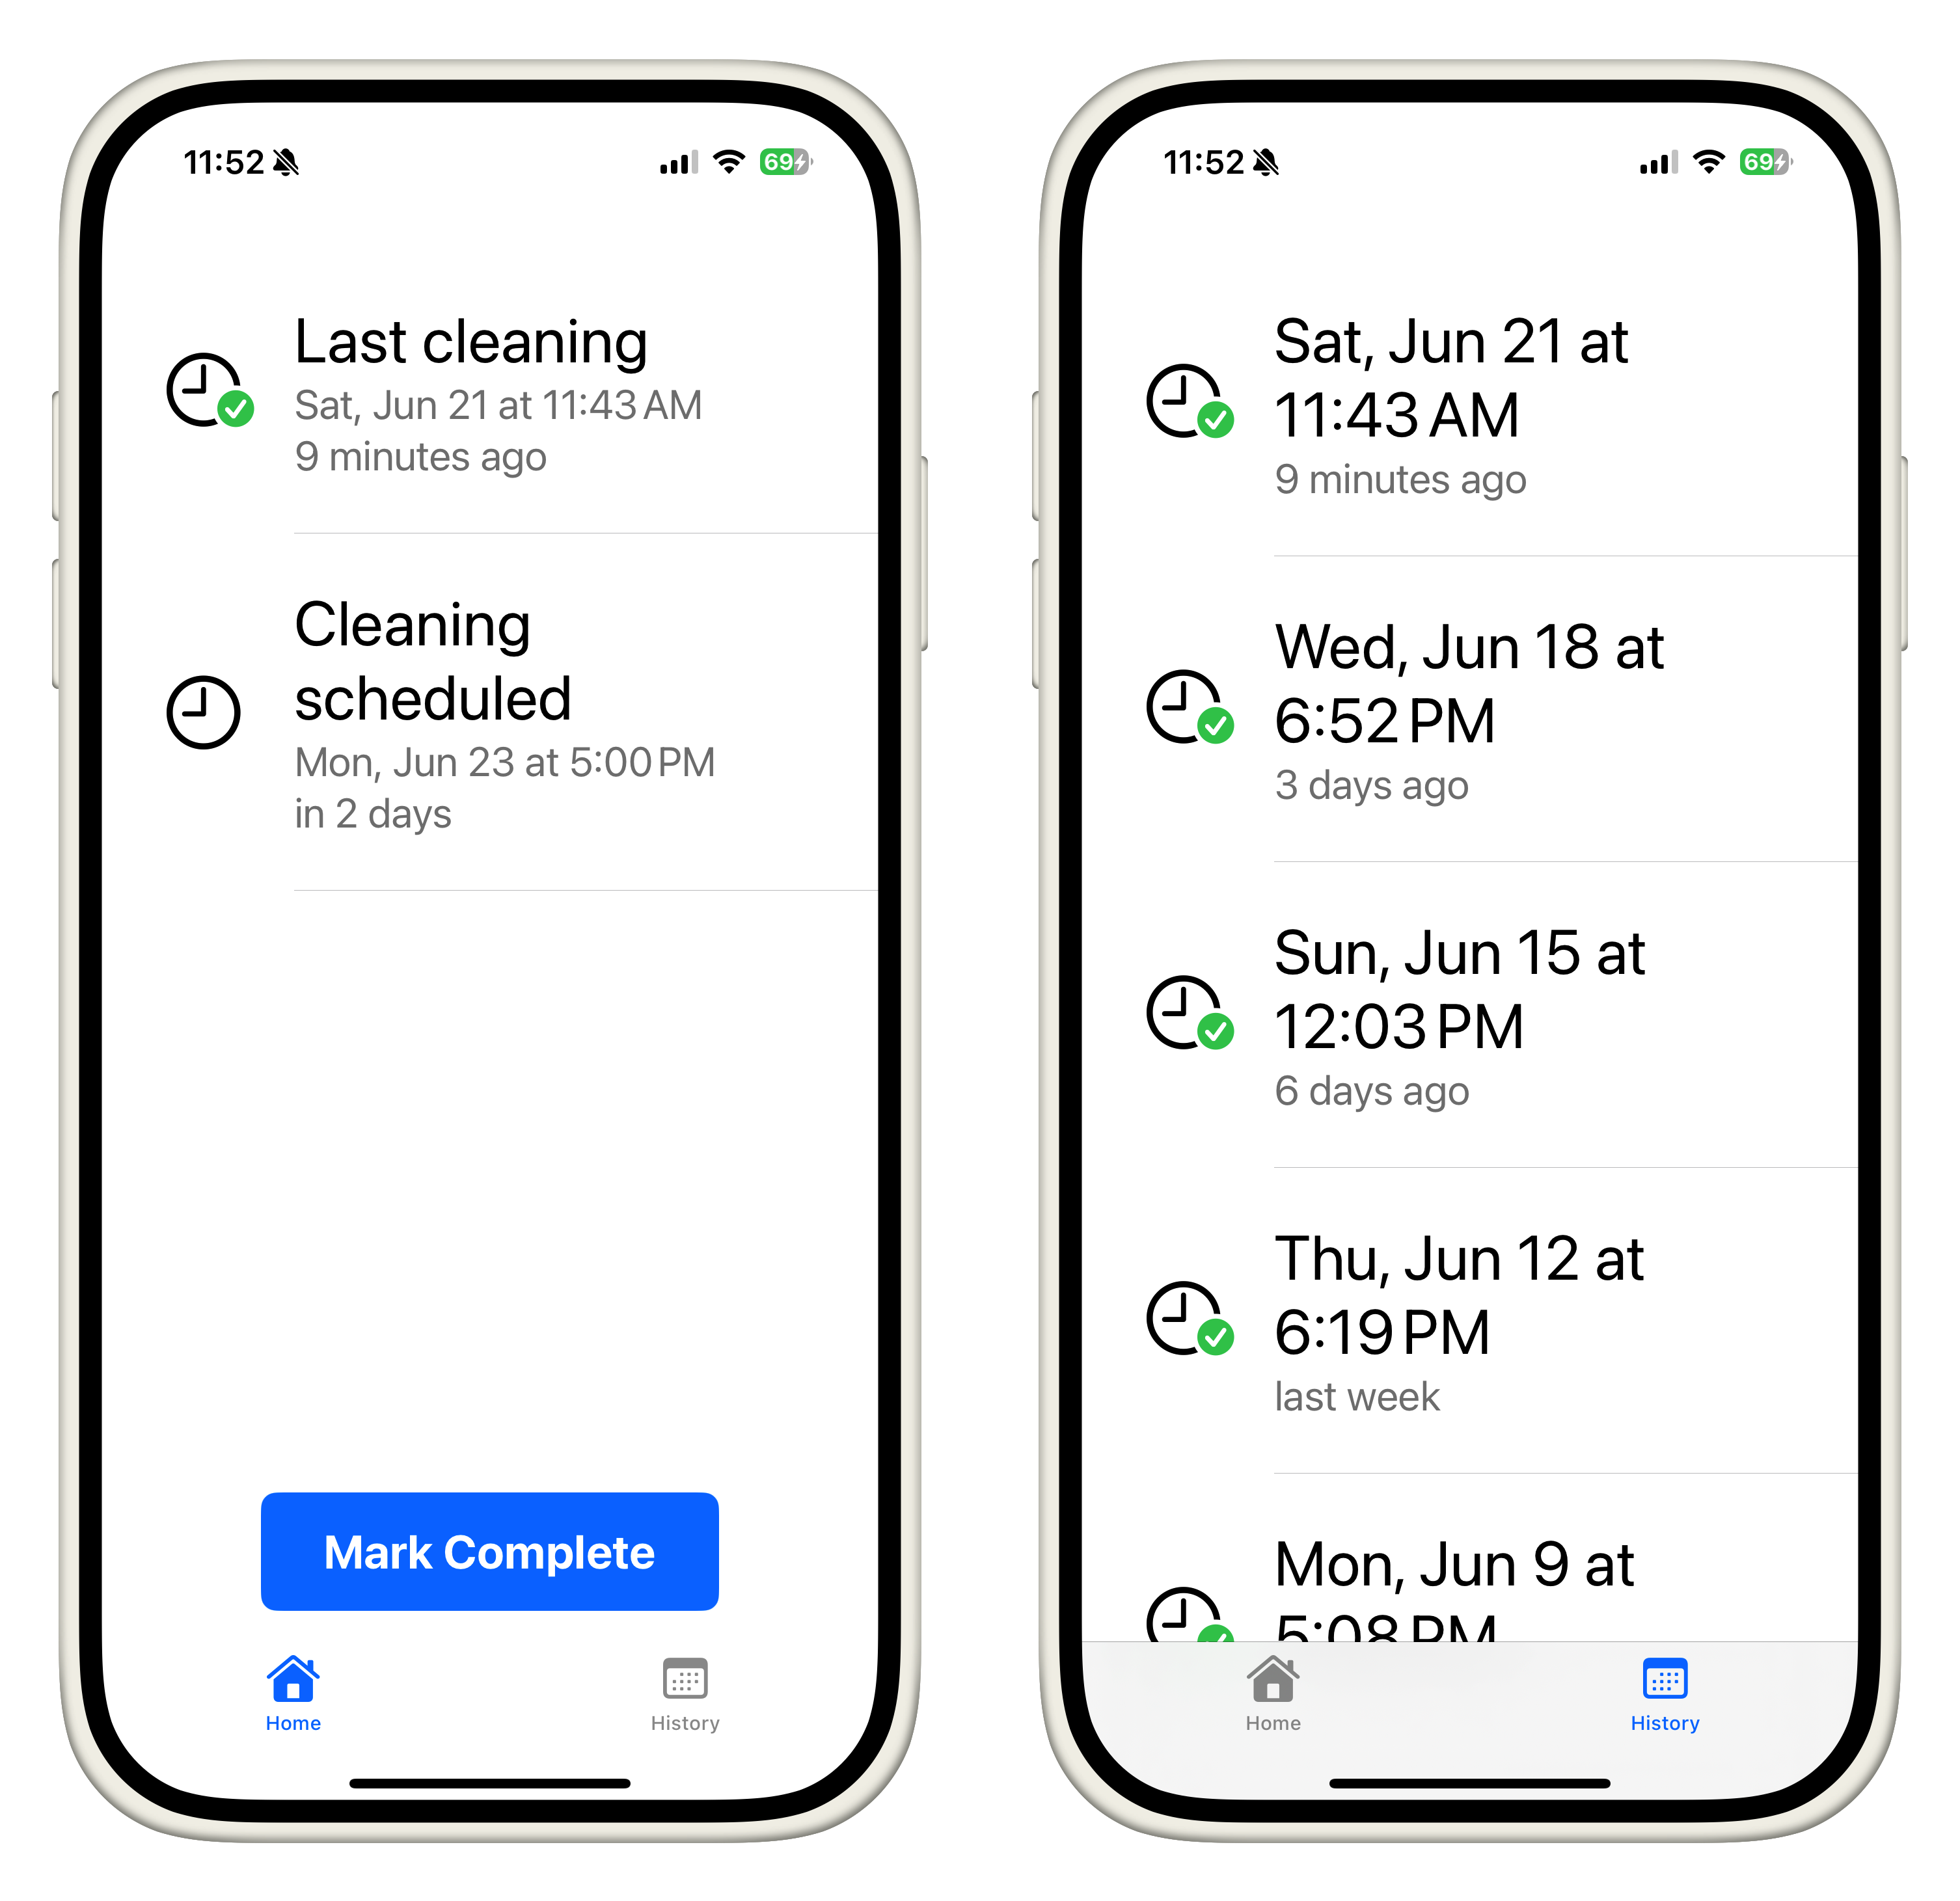 11:52
69
Last cleaning
Sat, Jun 21 at 11:43 AM
9 minutes ago
Cleaning
scheduled
Mon, Jun 23 at 5:00 PM
in 2 days
Mark Complete
Home
History
11:52
69
Sat, Jun 21 at
11:43 AM
9 minutes ago
Wed, Jun 18 at
6:52 PM
3 days ago
Sun, Jun 15 at
12:03 PM
6 days ago
Thu, Jun 12 at
6:19 PM
last week
Mon, Jun 9 at
5:08 PM
Home
History